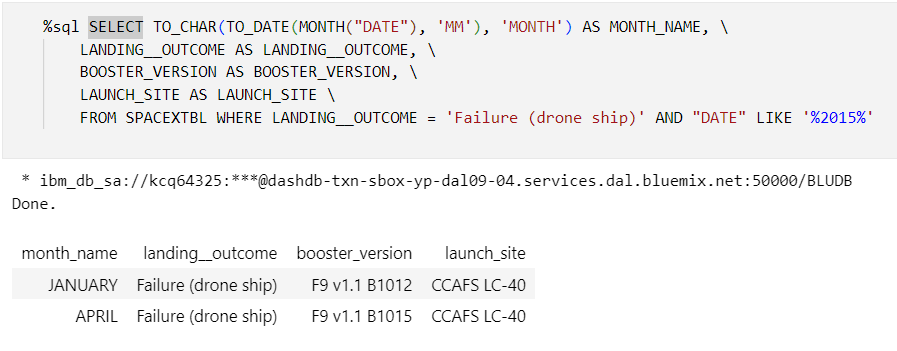 %sql SELECT TO_CHAR(TO_DATE(MONTH("DATE"), 'MM'), 'MONTH') AS MONTH_NAME, \
LANDING__OUTCOME AS LANDING__OUTCOME, \
BOOSTER_VERSION AS BOOSTER_VERSION, \
LAUNCH_SITE AS LAUNCH_SITE \
FROM SPACEXTBL WHERE LANDING__OUTCOME = 'Failure (drone ship)' AND "DATE" LIKE '%2015%'
* ibm_db_sa://kcq64325:***@dashdb-txn-sbox-yp-dal09-04.services.dal.bluemix.net:50000/BLUDB
Done.
month_name landing__outcome booster_version launch_site
JANUARY Failure (drone ship) F9 v1.1 B1012 CCAFS LC-40
APRIL Failure (drone ship) F9 v1.1 B1015 CCAFS LC-40